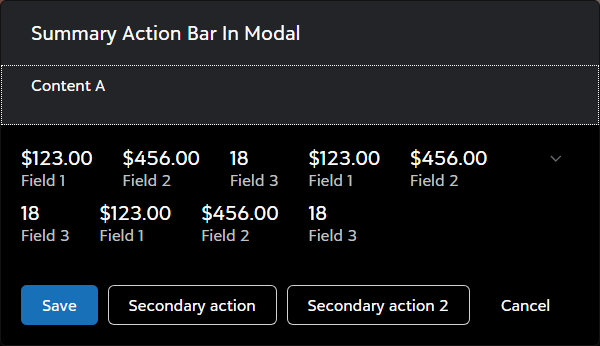 Summary Action Bar In Modal
Content A
$123.00 $456.00 18 $123.00 $456.00
Field 1 Field 2 Field 3 Field 1 Field 2
18 $123.00 $456.00 18
Field 3 Field 1 Field 2 Field 3
Save Secondary action Secondary action 2 Cancel